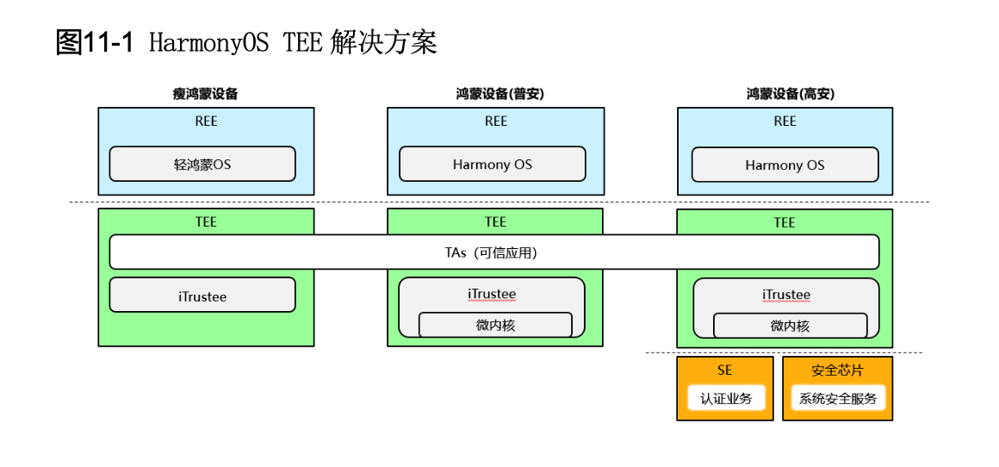 图11-1 HarmonyOS TEE 解决方案
瘦鸿蒙设备
鸿蒙设备(普安)
鸿蒙设备(高安)
REE
REE
REE
轻鸿蒙OS
Harmony OS
Harmony OS
TEE
TEE
TEE
TAs（可信应用）
iTrustee
iTrustee
iTrustee
微内核
微内核
SE
安全芯片
认证业务
系统安全服务